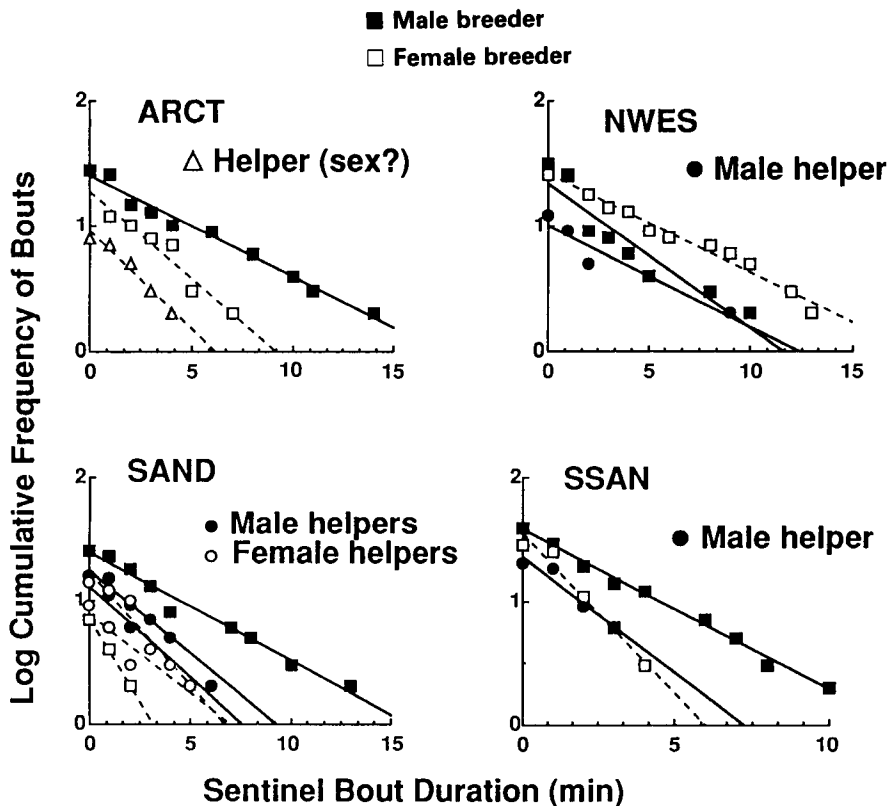 Male breeder
Female breeder
Log Cumulative Frequency of Bouts
2
ARCT
Helper (sex?)
1
0
0 5 10 15
2
NWES
Male helper
1
0
0 5 10 15
2
SAND
Male helpers
Female helpers
1
0
0 5 10 15
2
SSAN
Male helper
1
0
0 5 10
Sentinel Bout Duration (min)